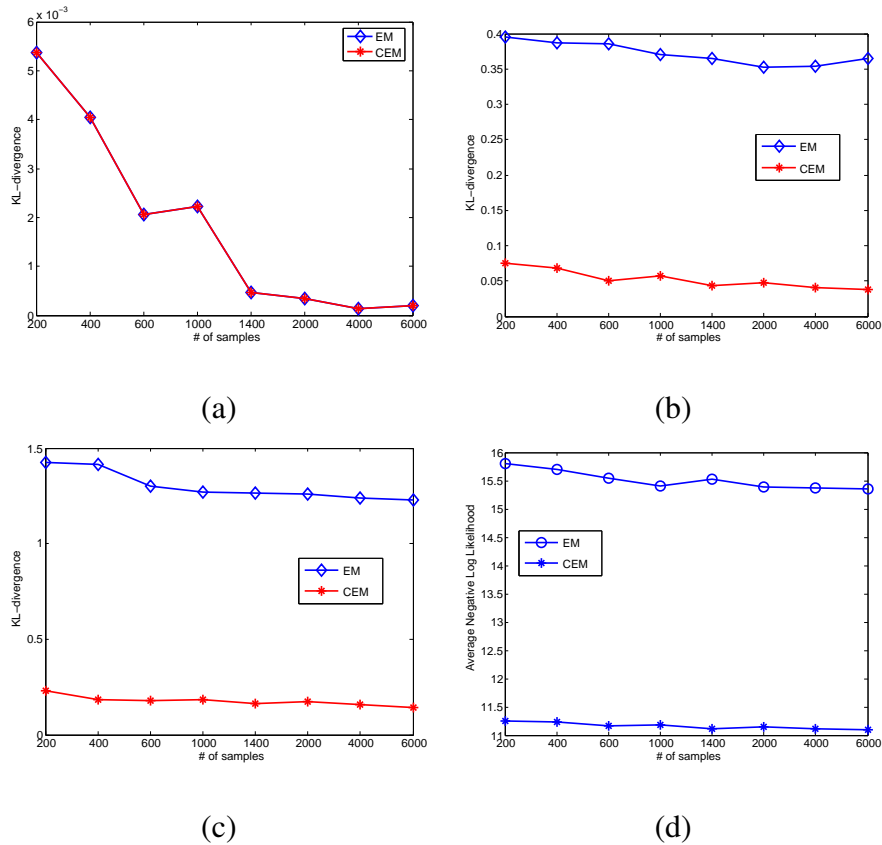 6 x 10⁻³
5
4
3
2
1
0
KL−divergence
200 400 600 1000 1400 2000 4000 6000
# of samples
EM
CEM
(a)
0.4
0.35
0.3
0.25
0.2
0.15
0.1
0.05
0
KL−divergence
200 400 600 1000 1400 2000 4000 6000
# of samples
EM
CEM
(b)
1.5
1
0.5
0
KL−divergence
200 400 600 1000 1400 2000 4000 6000
# of samples
EM
CEM
(c)
16
15.5
15
14.5
14
13.5
13
12.5
12
11.5
11
Average Negative Log Likelihood
200 400 600 1000 1400 2000 4000 6000
# of samples
EM
CEM
(d)